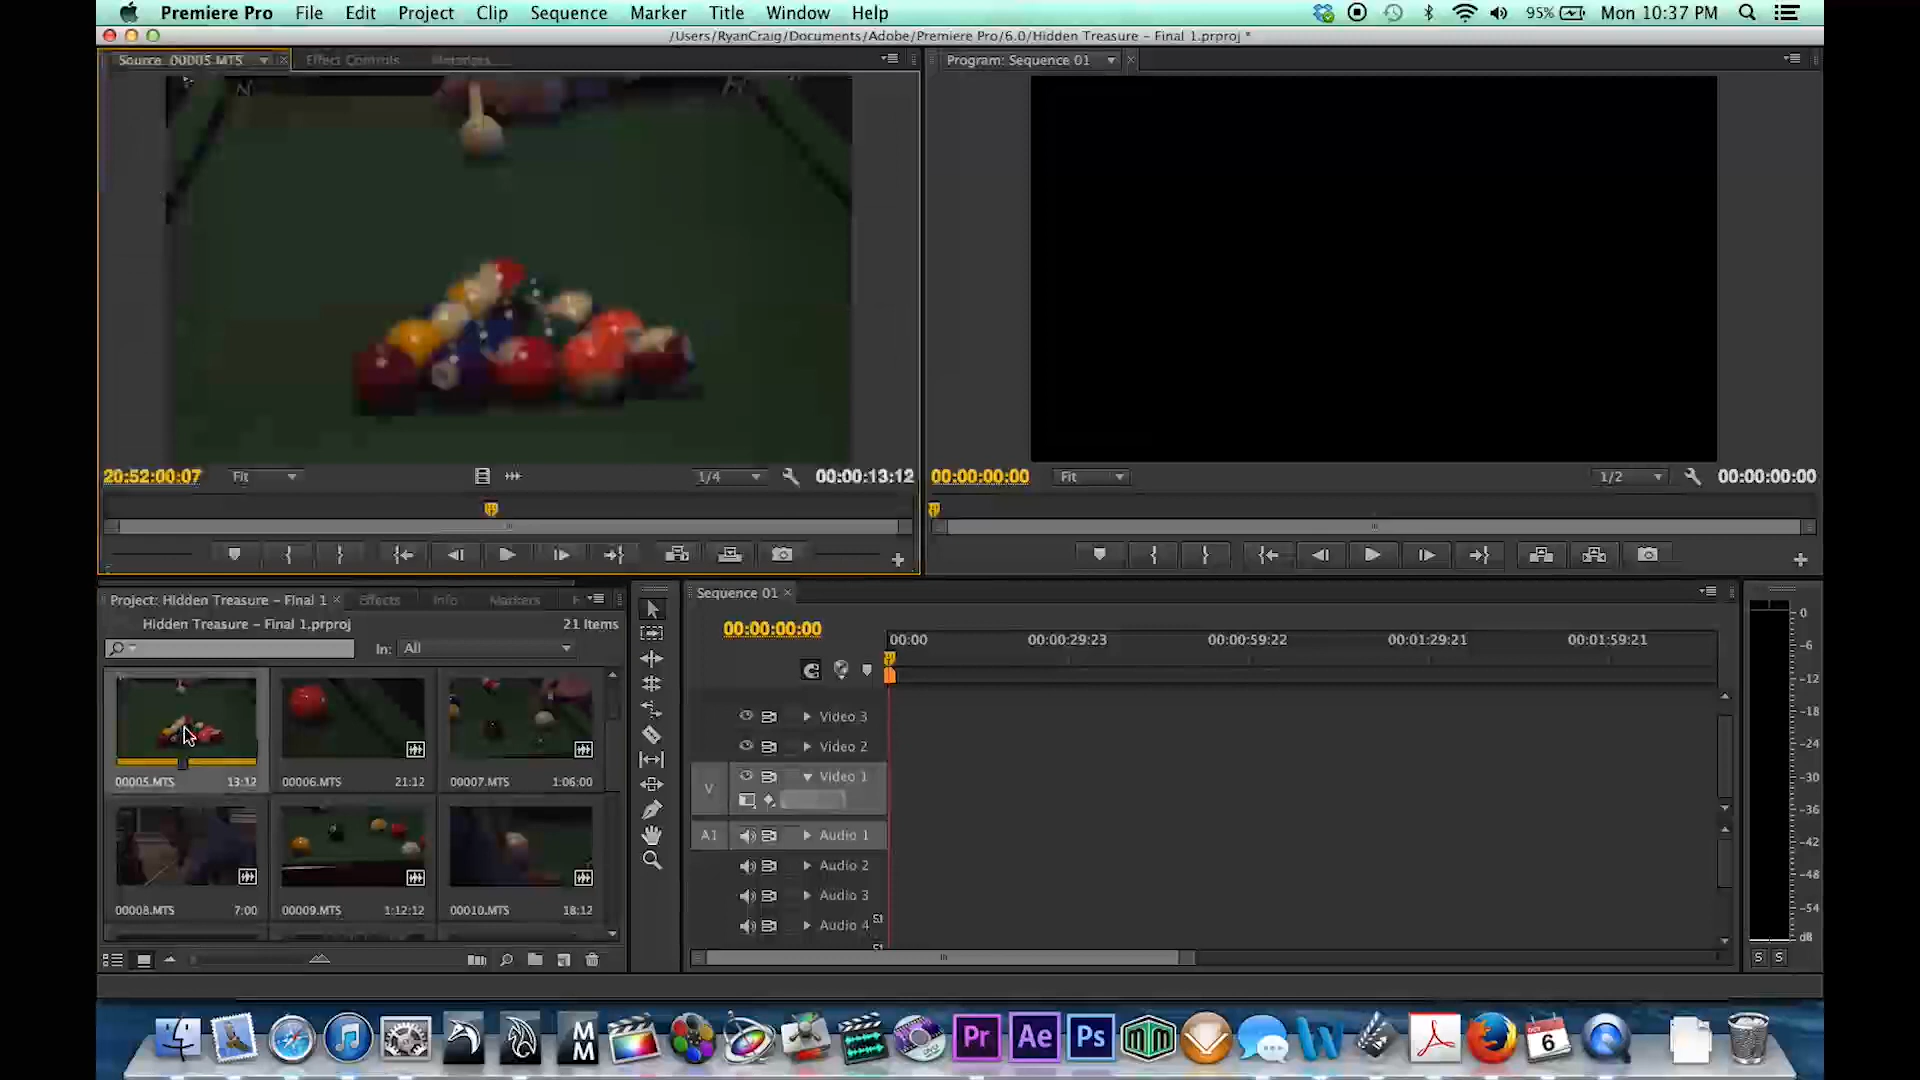 Premiere Pro File Edit Project Clip Sequence Marker Title Window Help 95% Mon 10:37 PM
/Users/RyanCraig/Documents/Adobe/Premiere Pro/6.0/Hidden Treasure - Final 1.prproj *
Source: 00005.MTS Effect Controls Program: Sequence 01
20:52:00:07 Fit 1/4 00:00:13:12 00:00:00:00 Fit 1/2 00:00:00:00
Project: Hidden Treasure - Final 1 Effects Info Markers
Hidden Treasure - Final 1.prproj 21 Items
In: All
00005.MTS 13:12 00006.MTS 21:12 00007.MTS 1:06:00
00008.MTS 7:00 00009.MTS 1:12:12 00010.MTS 18:12
Sequence 01
00:00:00:00
00:00 00:00:29:23 00:00:59:22 00:01:29:21 00:01:59:21
Video 3
Video 2
V Video 1
A1 Audio 1
Audio 2
Audio 3
Audio 4
0
-6
-12
-18
-24
-30
-36
-42
-48
-54
dB
S S
MM Pr Ae Ps
OCT
6